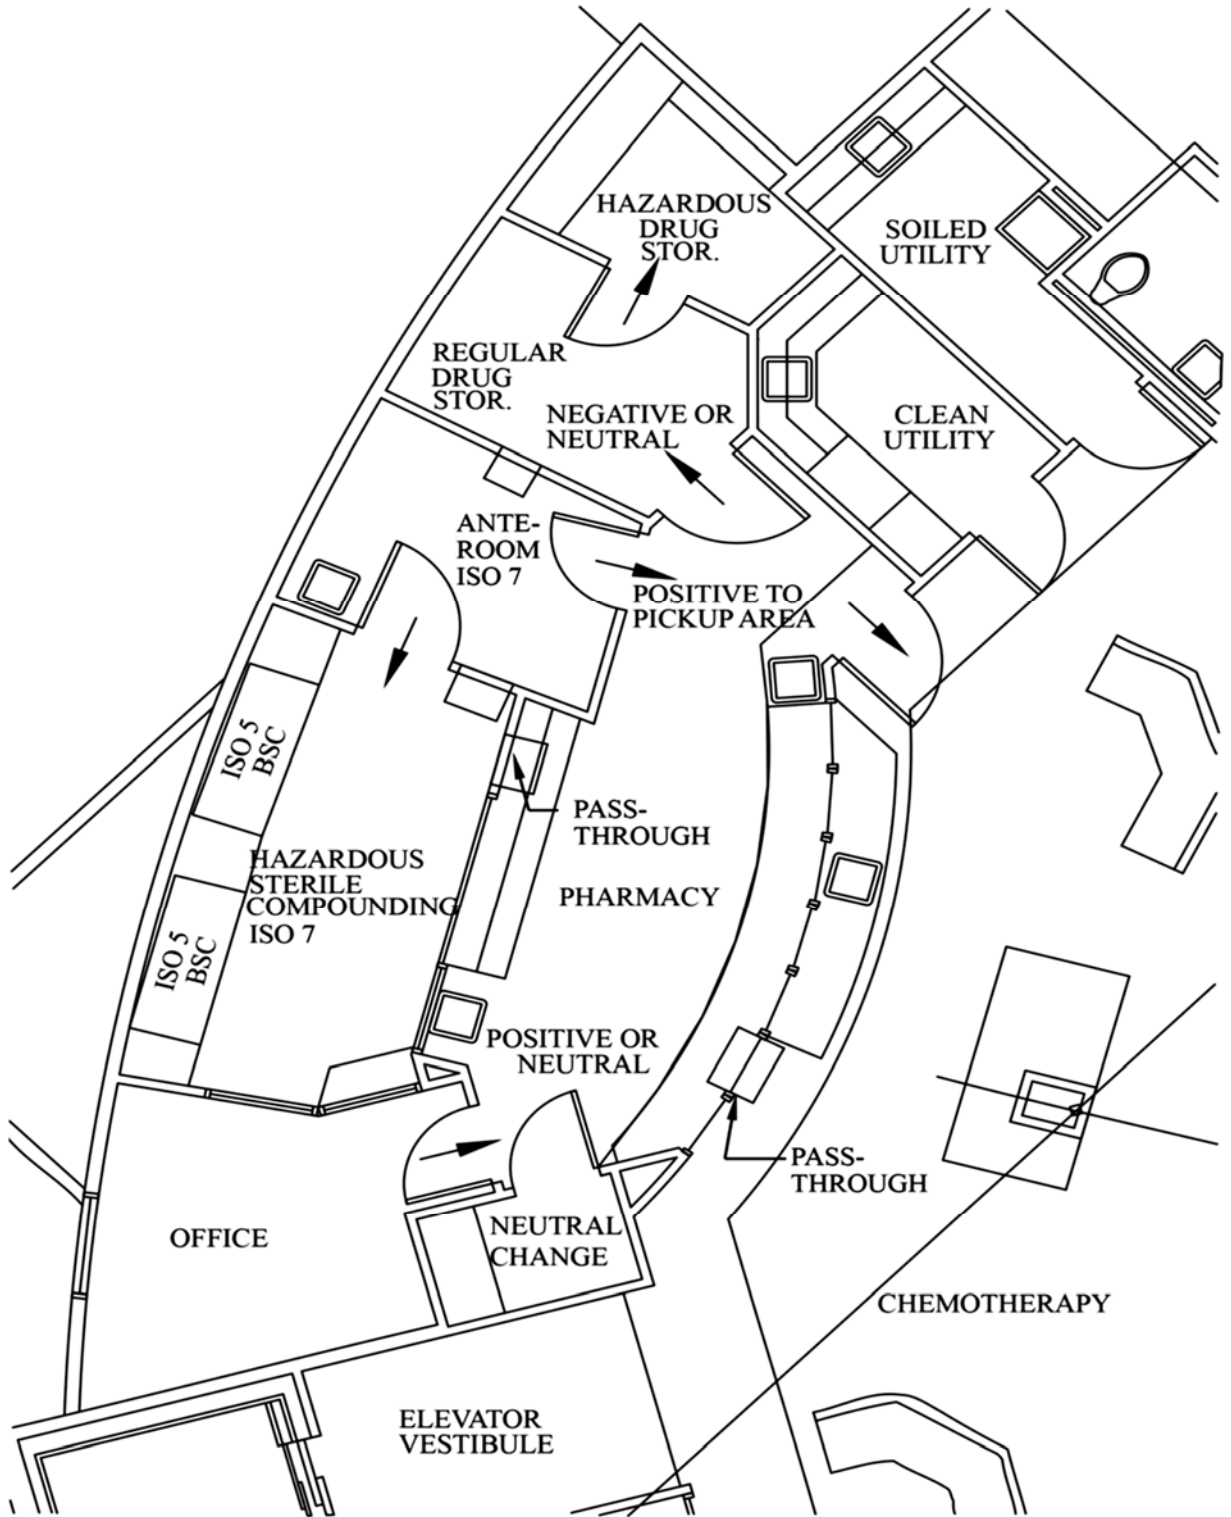 HAZARDOUS
DRUG
STOR.
SOILED
UTILITY
REGULAR
DRUG
STOR.
NEGATIVE OR
NEUTRAL
CLEAN
UTILITY
ANTE-
ROOM
ISO 7
POSITIVE TO
PICKUP AREA
ISO 5
BSC
PASS-
THROUGH
HAZARDOUS
STERILE
COMPOUNDING
ISO 7
PHARMACY
ISO 5
BSC
POSITIVE OR
NEUTRAL
PASS-
THROUGH
OFFICE
NEUTRAL
CHANGE
CHEMOTHERAPY
ELEVATOR
VESTIBULE